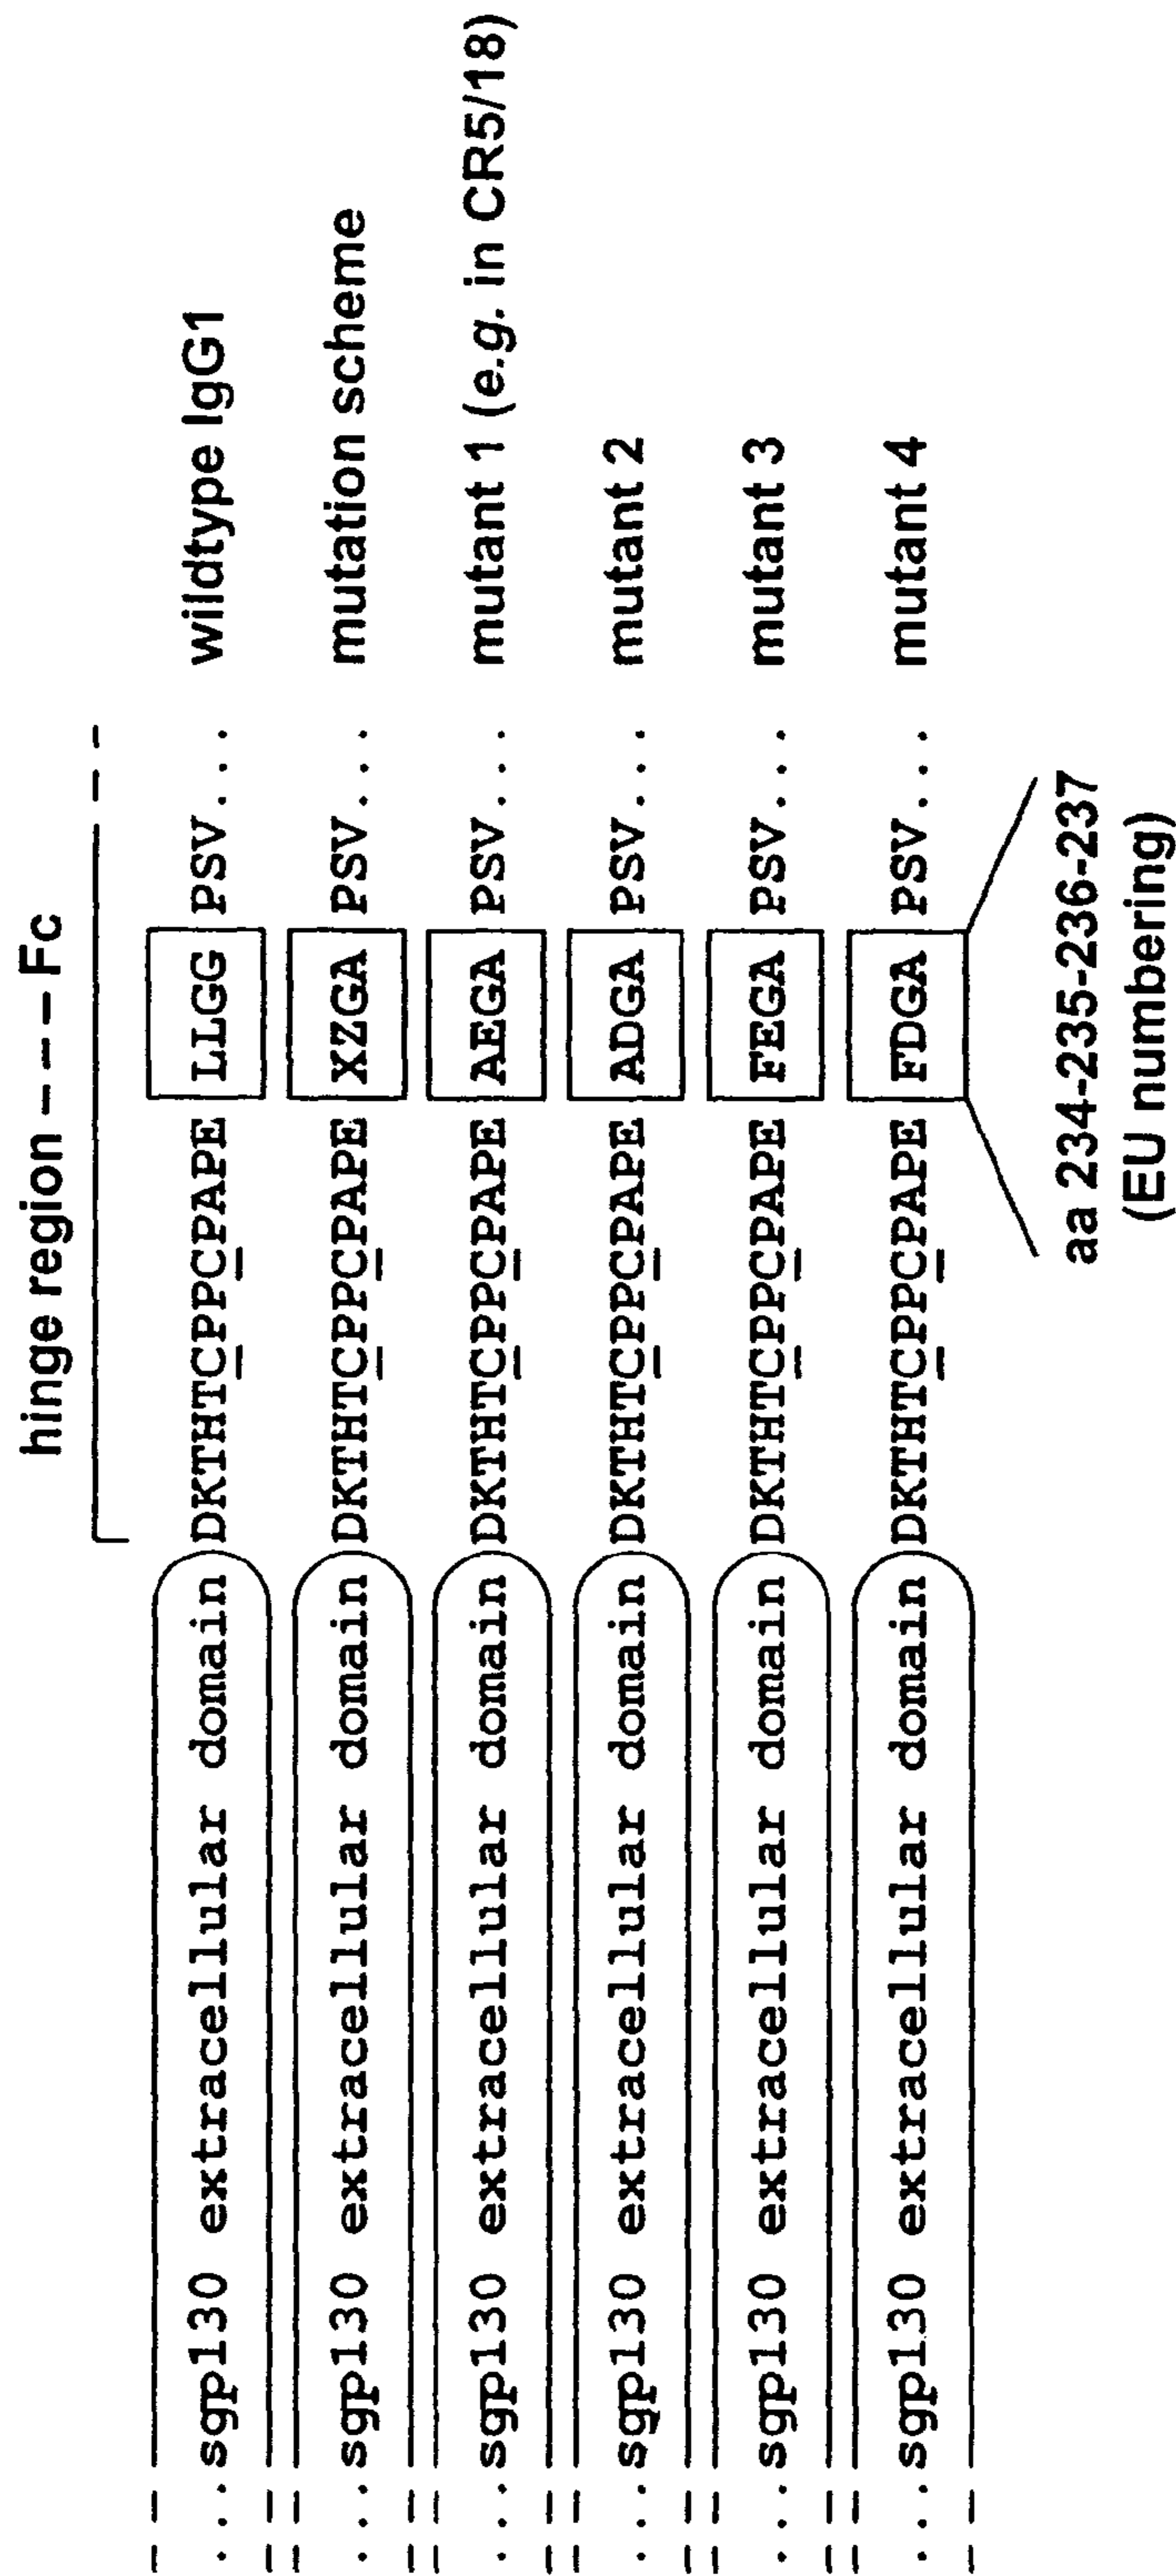 hinge region – – – Fc
...sgp130 extracellular domain DKTHTCPPCPAPE LLGG PSV... wildtype IgG1
...sgp130 extracellular domain DKTHTCPPCPAPE XZGA PSV... mutation scheme
...sgp130 extracellular domain DKTHTCPPCPAPE AEGA PSV... mutant 1 (e.g. in CR5/18)
...sgp130 extracellular domain DKTHTCPPCPAPE ADGA PSV... mutant 2
...sgp130 extracellular domain DKTHTCPPCPAPE FEGA PSV... mutant 3
...sgp130 extracellular domain DKTHTCPPCPAPE FDGA PSV... mutant 4
aa 234-235-236-237
(EU numbering)